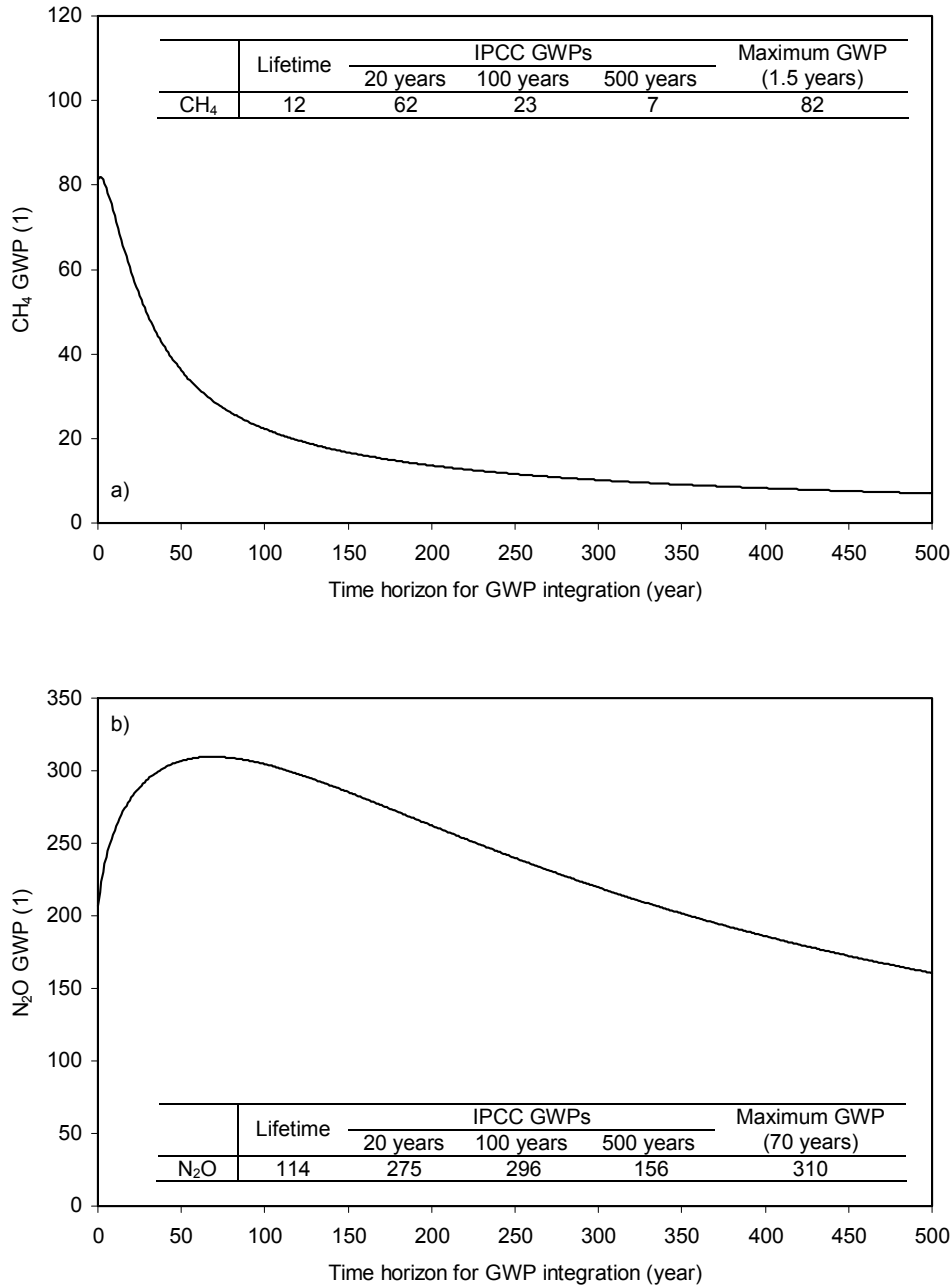 120
100
80
60
40
20
0
CH₄ GWP (1)
Lifetime IPCC GWPs Maximum GWP
20 years 100 years 500 years (1.5 years)
CH₄ 12 62 23 7 82
a)
0 50 100 150 200 250 300 350 400 450 500
Time horizon for GWP integration (year)
350
300
250
200
150
100
50
0
N₂O GWP (1)
b)
Lifetime IPCC GWPs Maximum GWP
20 years 100 years 500 years (70 years)
N₂O 114 275 296 156 310
0 50 100 150 200 250 300 350 400 450 500
Time horizon for GWP integration (year)